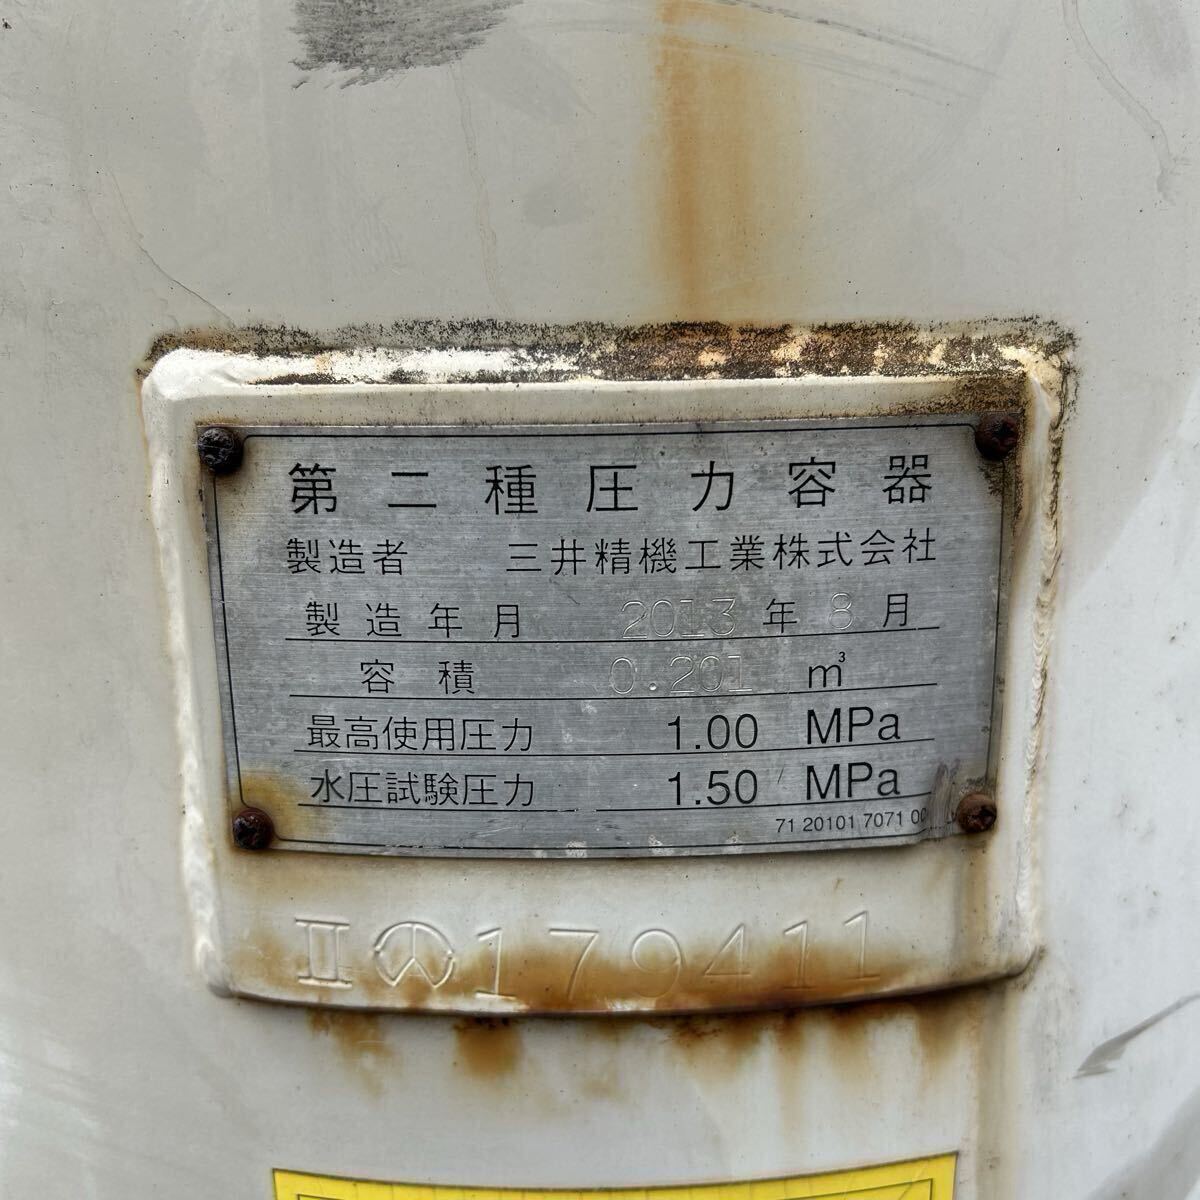 第二種圧力容器
製造者 三井精機工業株式会社
製造年月 2013年8月
容積 0.201 m³
最高使用圧力 1.00 MPa
水圧試験圧力 1.50 MPa
71 20101 7071 00
Ⅱ 179411